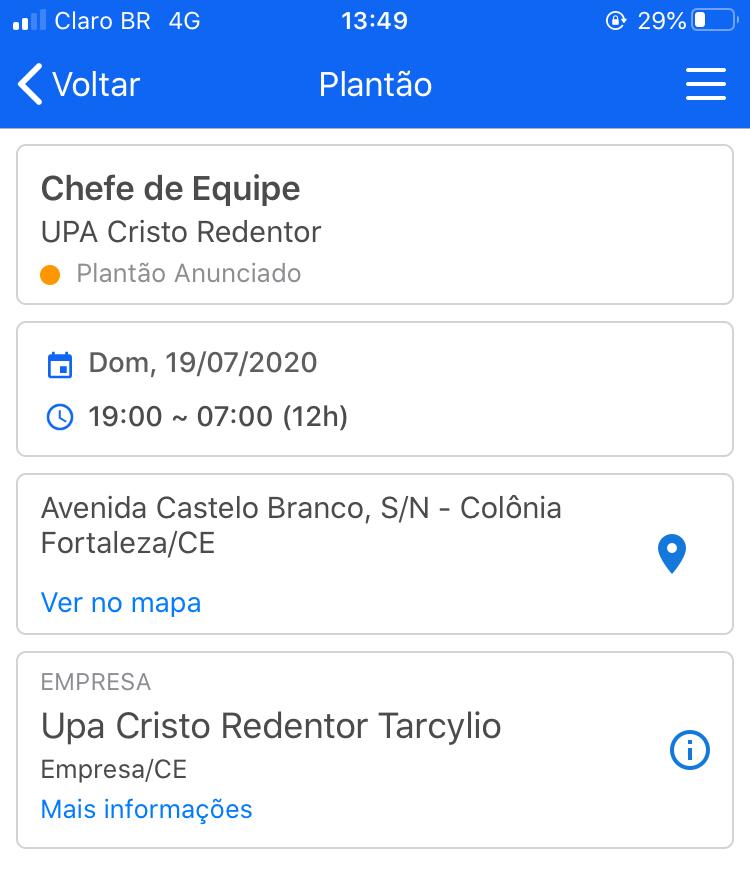 Claro BR 4G 13:49 29%
Voltar Plantão
Chefe de Equipe
UPA Cristo Redentor
Plantão Anunciado
Dom, 19/07/2020
19:00 ~ 07:00 (12h)
Avenida Castelo Branco, S/N - Colônia
Fortaleza/CE
Ver no mapa
EMPRESA
Upa Cristo Redentor Tarcylio
Empresa/CE
Mais informações